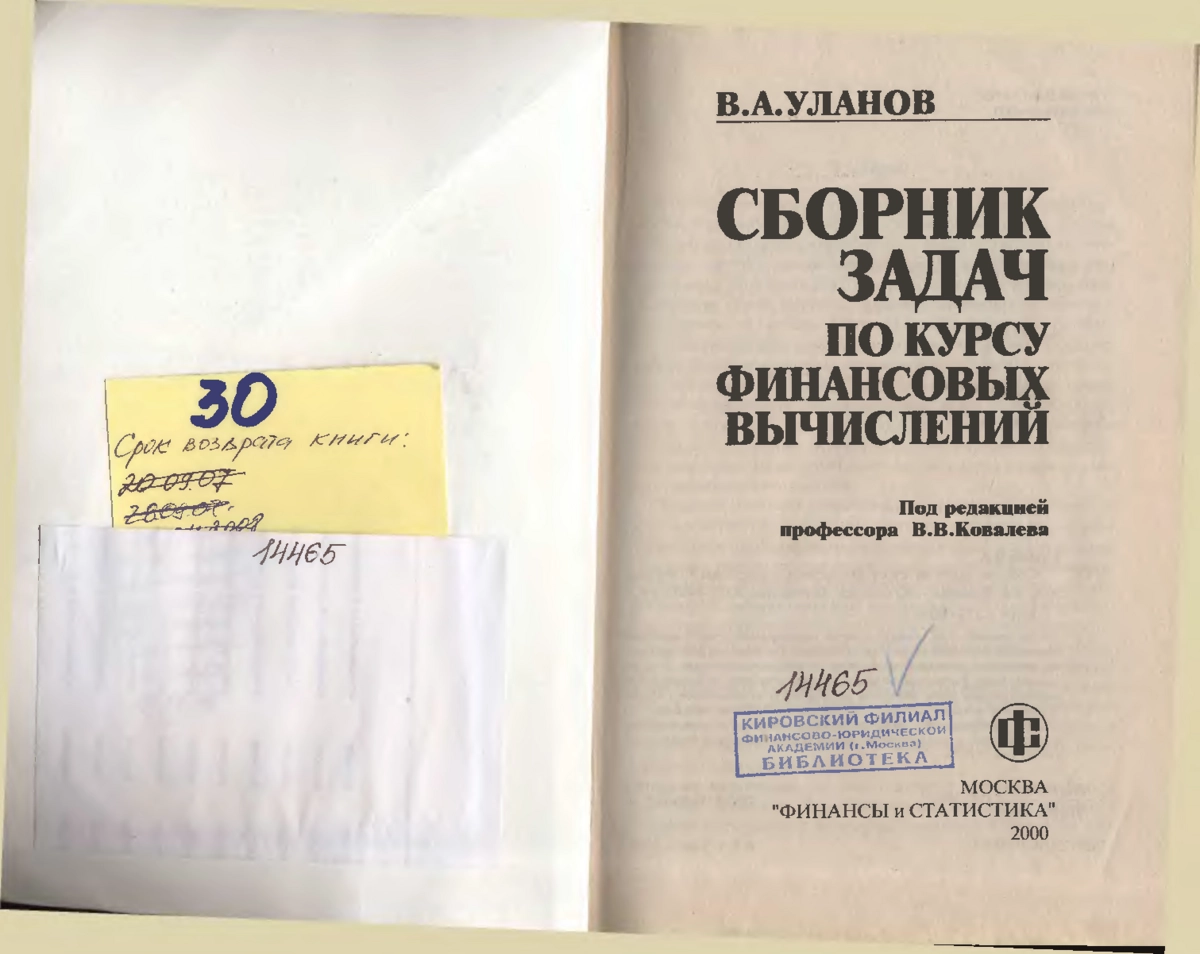 30
Срок возврата книги:
20.09.07
14465
В.А.УЛАНОВ
СБОРНИК
ЗАДАЧ
ПО КУРСУ
ФИНАНСОВЫХ
ВЫЧИСЛЕНИЙ
Под редакцией
профессора В.В.Ковалева
14465
КИРОВСКИЙ ФИЛИАЛ
ФИНАНСОВО-ЮРИДИЧЕСКОЙ
АКАДЕМИИ (г.Москва)
БИБЛИОТЕКА
МОСКВА
"ФИНАНСЫ и СТАТИСТИКА"
2000